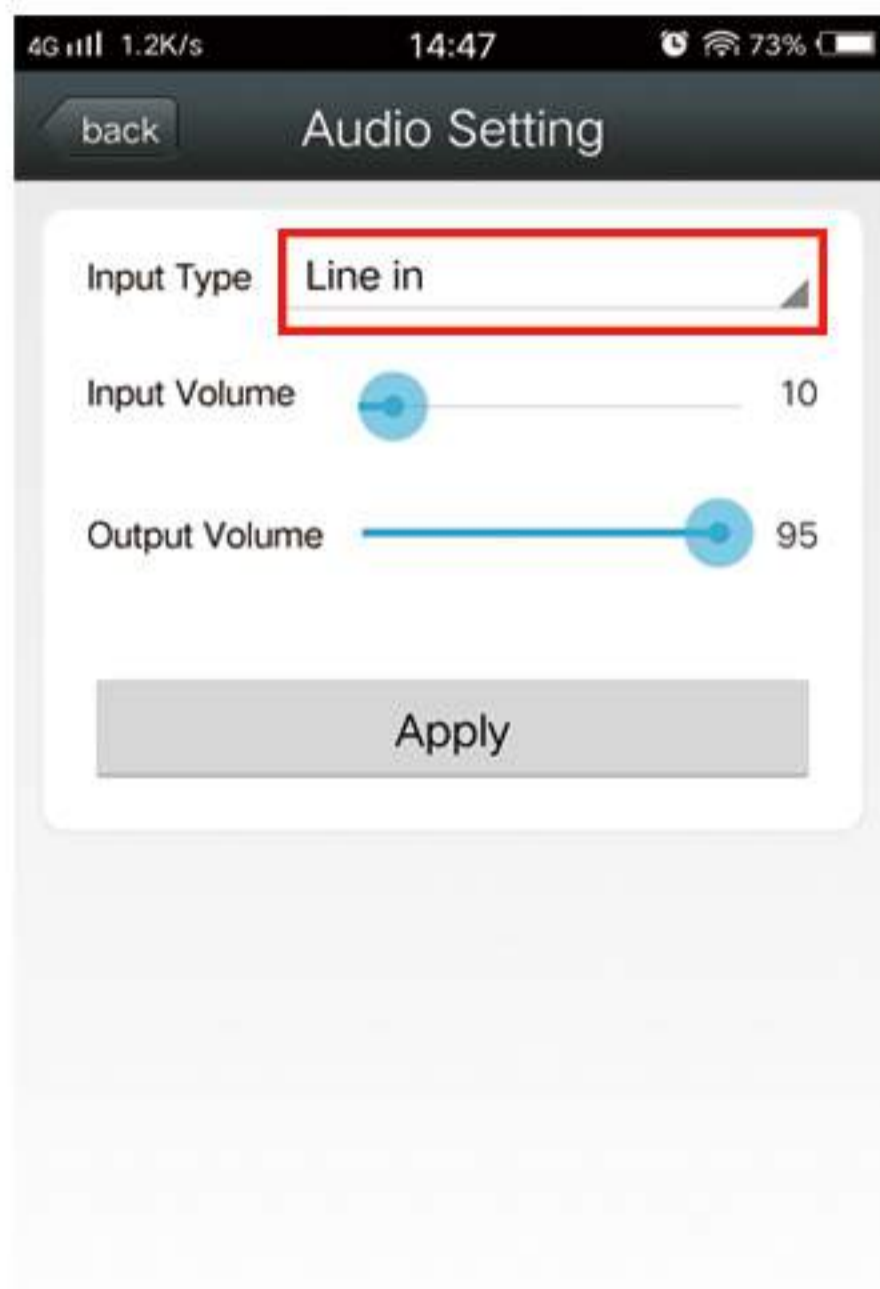 4G 1.2K/s 14:47 73%
back Audio Setting
Input Type Line in
Input Volume 10
Output Volume 95
Apply